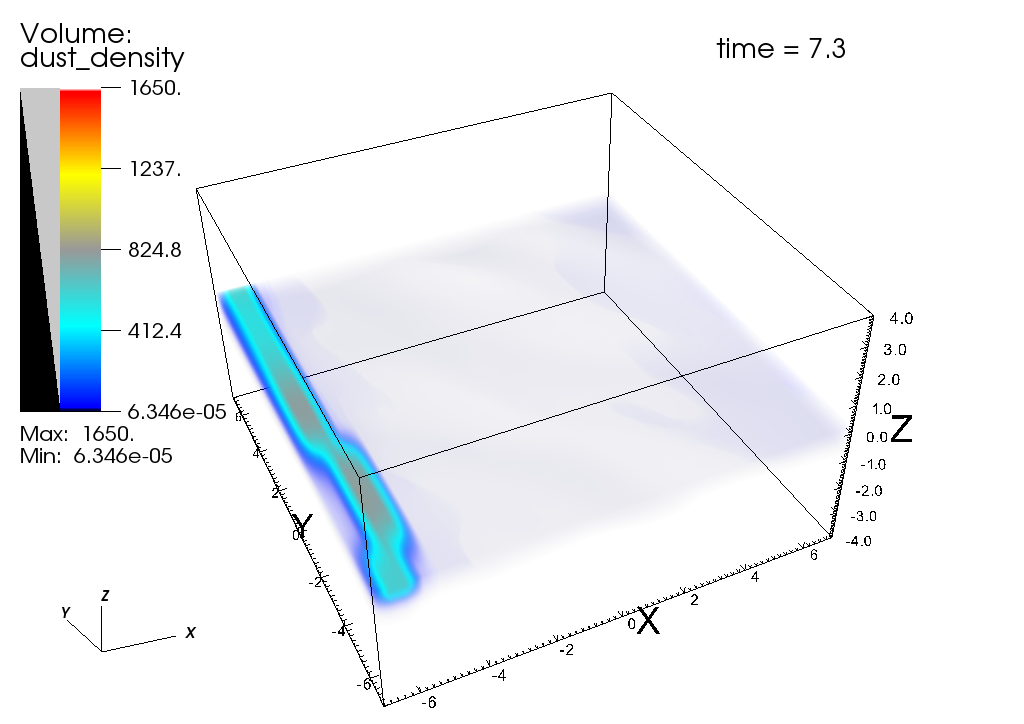 Volume:
dust_density
time = 7.3
1650.
1237.
824.8
412.4
6.346e-05
Max: 1650.
Min: 6.346e-05
4.0
3.0
2.0
1.0
0.0
Z
-1.0
-2.0
-3.0
-4.0
6
4
2
Y
0
-2
-4
-6
-6
-4
-2
0
X
2
4
6
Z
Y
X